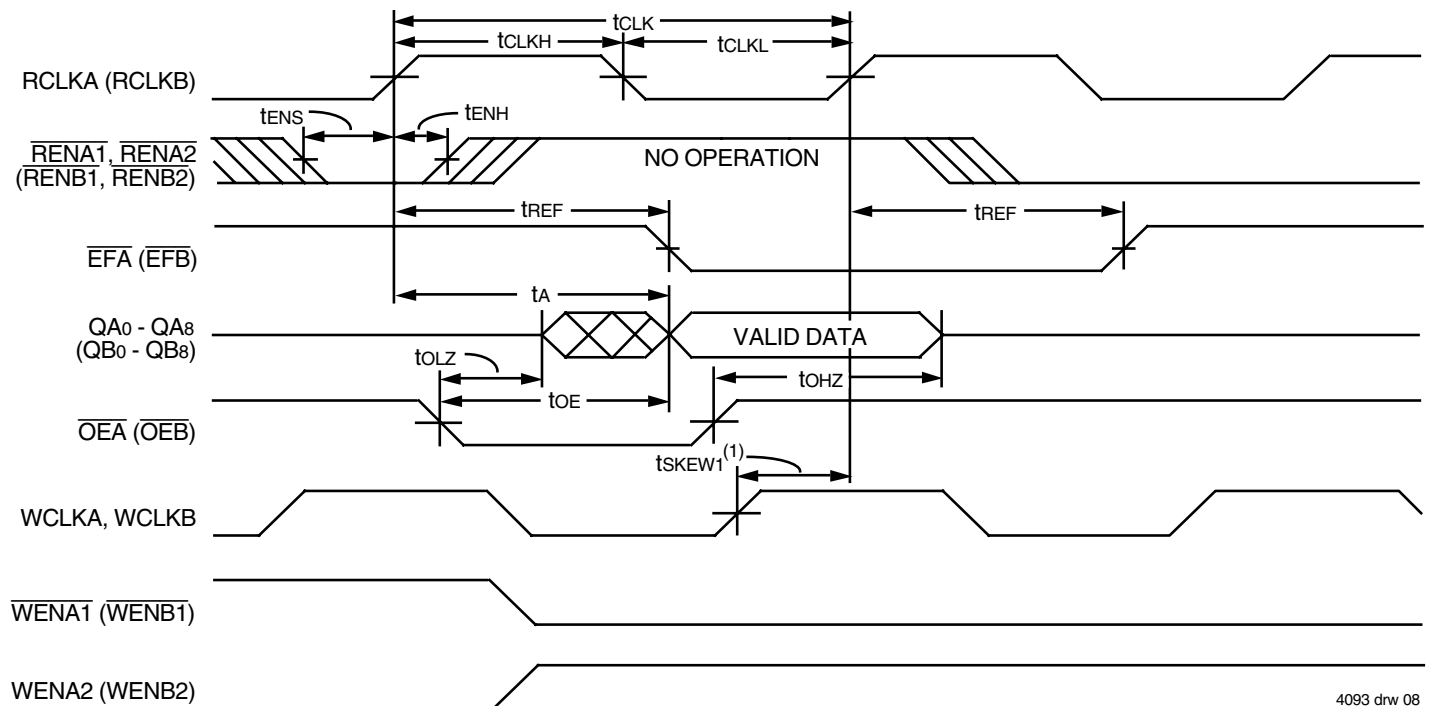 tCLK
tCLKH
tCLKL
RCLKA (RCLKB)
tENS
tENH
RENA1, RENA2
(RENB1, RENB2)
NO OPERATION
tREF
tREF
EFA (EFB)
tA
QA0 - QA8
(QB0 - QB8)
VALID DATA
tOLZ
tOHZ
tOE
OEA (OEB)
tSKEW1(1)
WCLKA, WCLKB
WENA1 (WENB1)
WENA2 (WENB2)
4093 drw 08